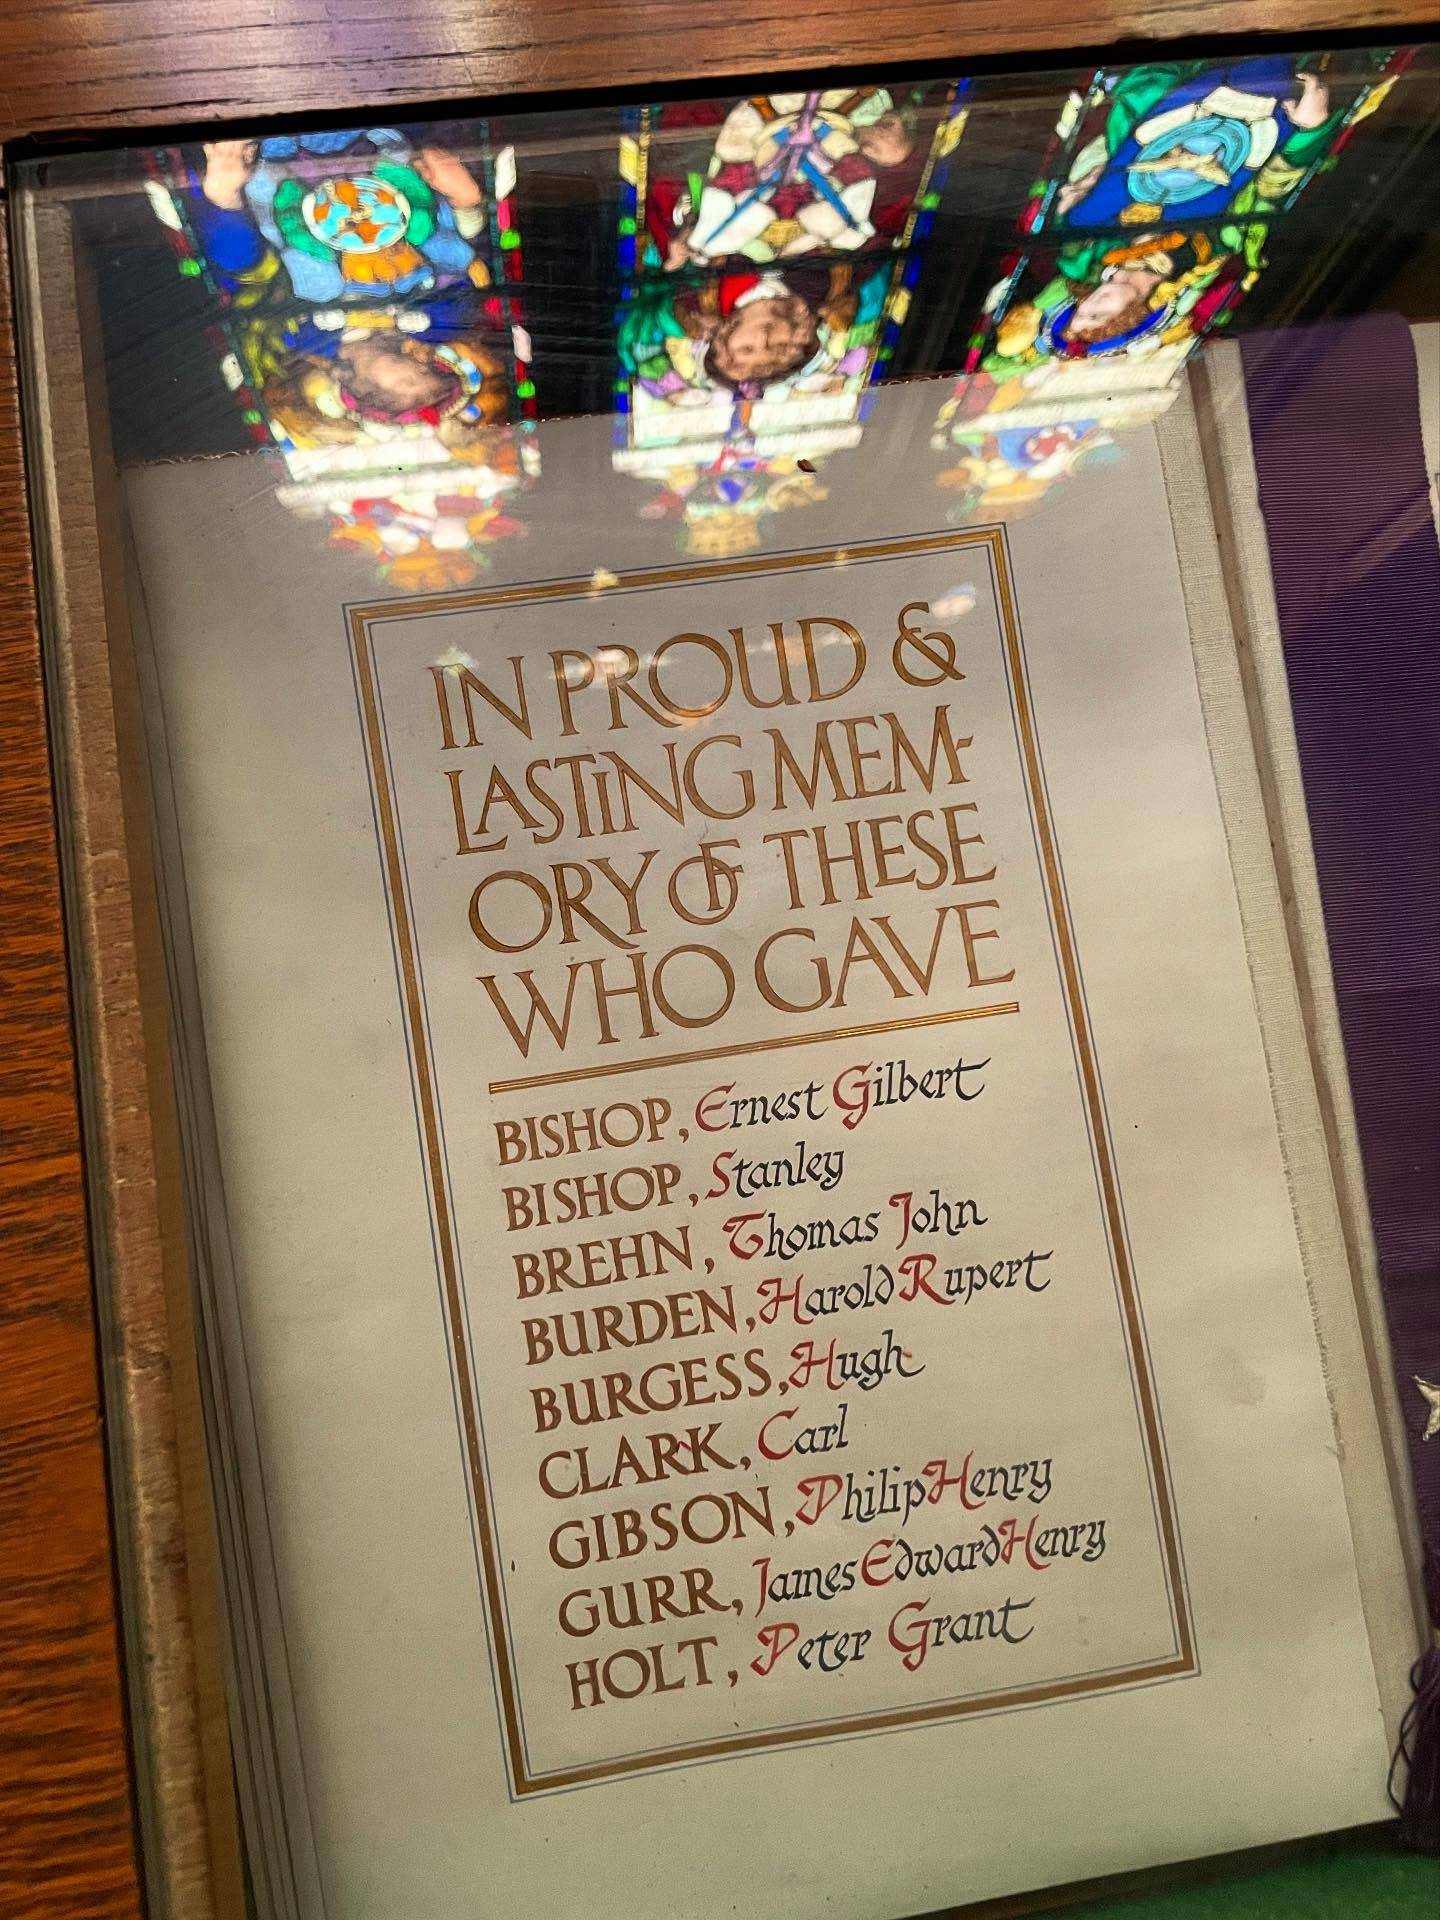 IN PROUD &
LASTING MEM-
ORY OF THESE
WHO GAVE
BISHOP, Ernest Gilbert
BISHOP, Stanley
BREHN, Thomas John
BURDEN, Harold Rupert
BURGESS, Hugh
CLARK, Carl
GIBSON, Philip Henry
GURR, James Edward Henry
HOLT, Peter Grant